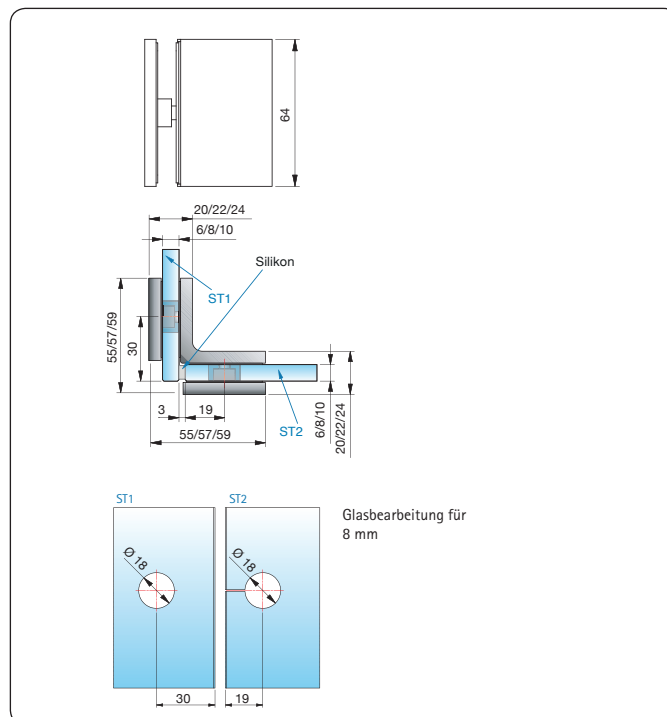 64
20/22/24
6/8/10
Silikon
ST1
55/57/59
30
3
19
ST2
6/8/10
20/22/24
55/57/59
ST1
ST2
Glasbearbeitung für
8 mm
Ø 18
Ø 18
30
19